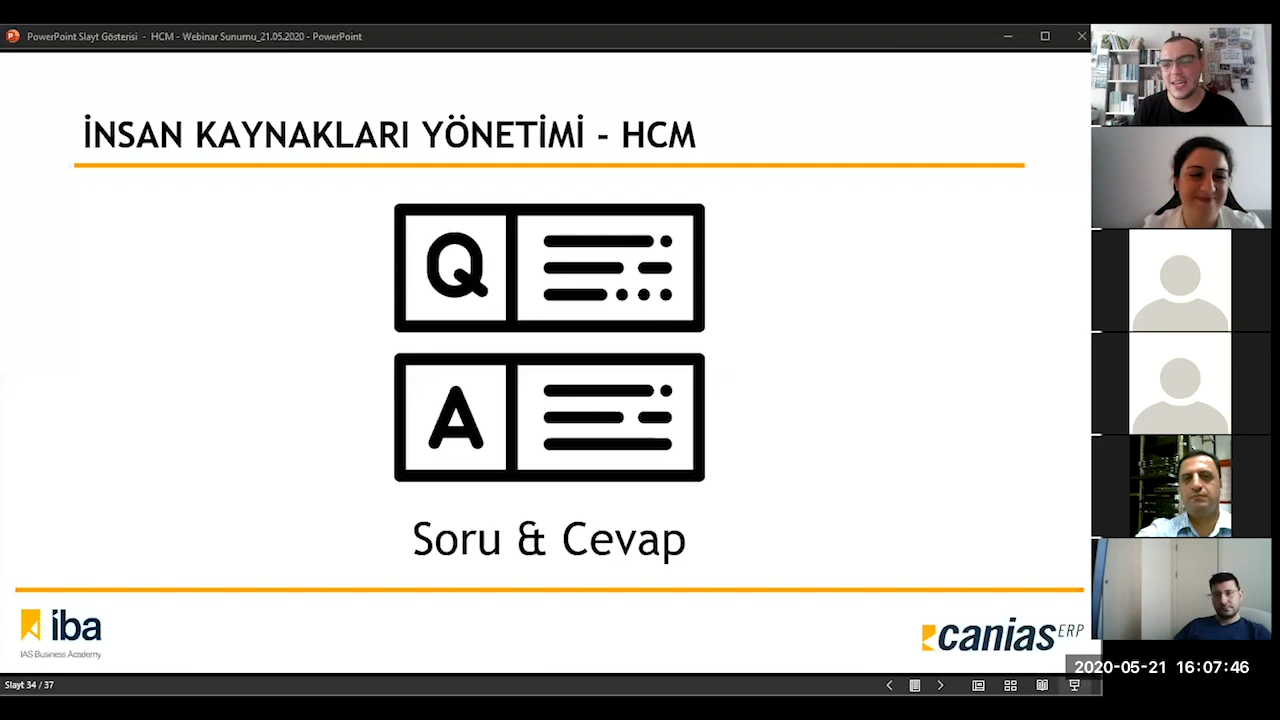 PowerPoint Slayt Gösterisi - HCM - Webinar Sunumu_21.05.2020 - PowerPoint
İNSAN KAYNAKLARI YÖNETİMİ - HCM
Q
A
Soru & Cevap
iba
IAS Business Academy
canias ERP
2020-05-21 16:07:46
Slayt 34 / 37